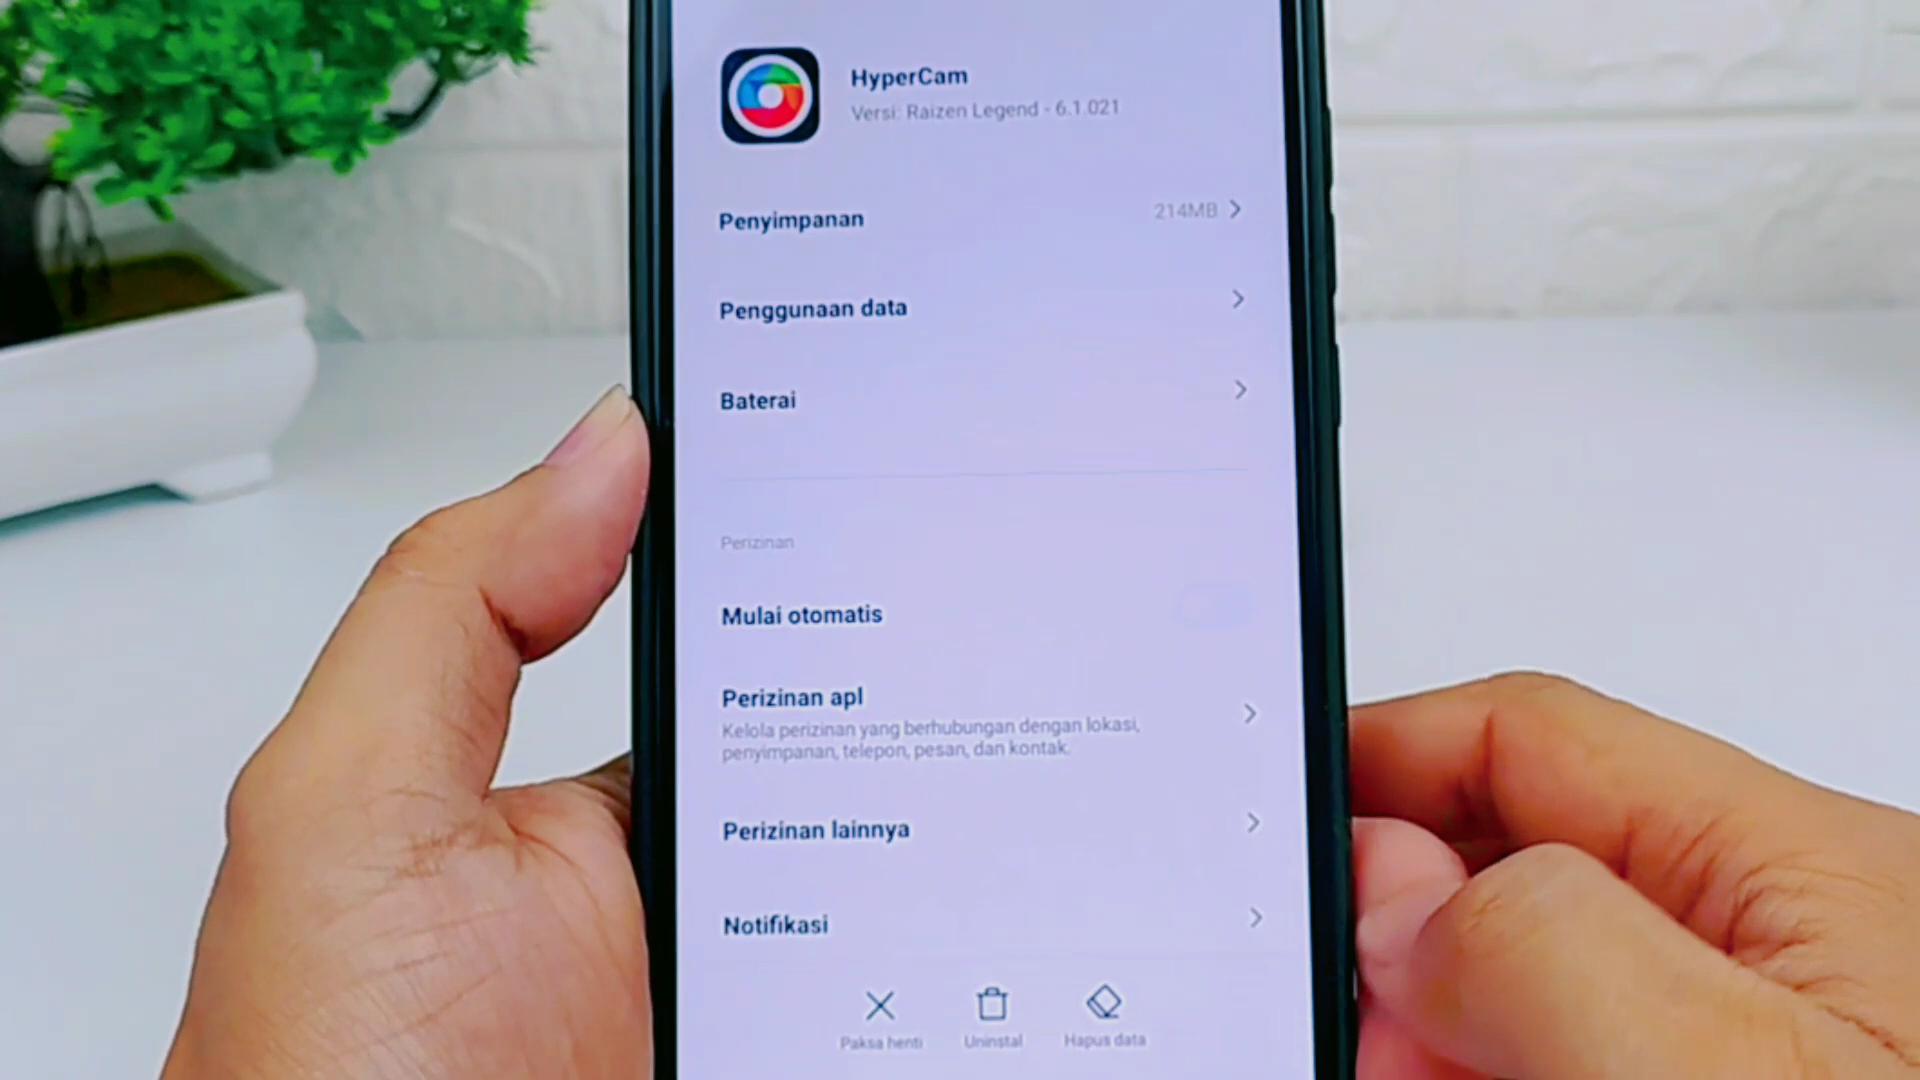 HyperCam
Versi: Raizen Legend - 6.1.021
Penyimpanan
214MB
Penggunaan data
Baterai
Perizinan
Mulai otomatis
Perizinan apl
Kelola perizinan yang berhubungan dengan lokasi,
penyimpanan, telepon, pesan, dan kontak.
Perizinan lainnya
Notifikasi
Paksa henti
Uninstal
Hapus data